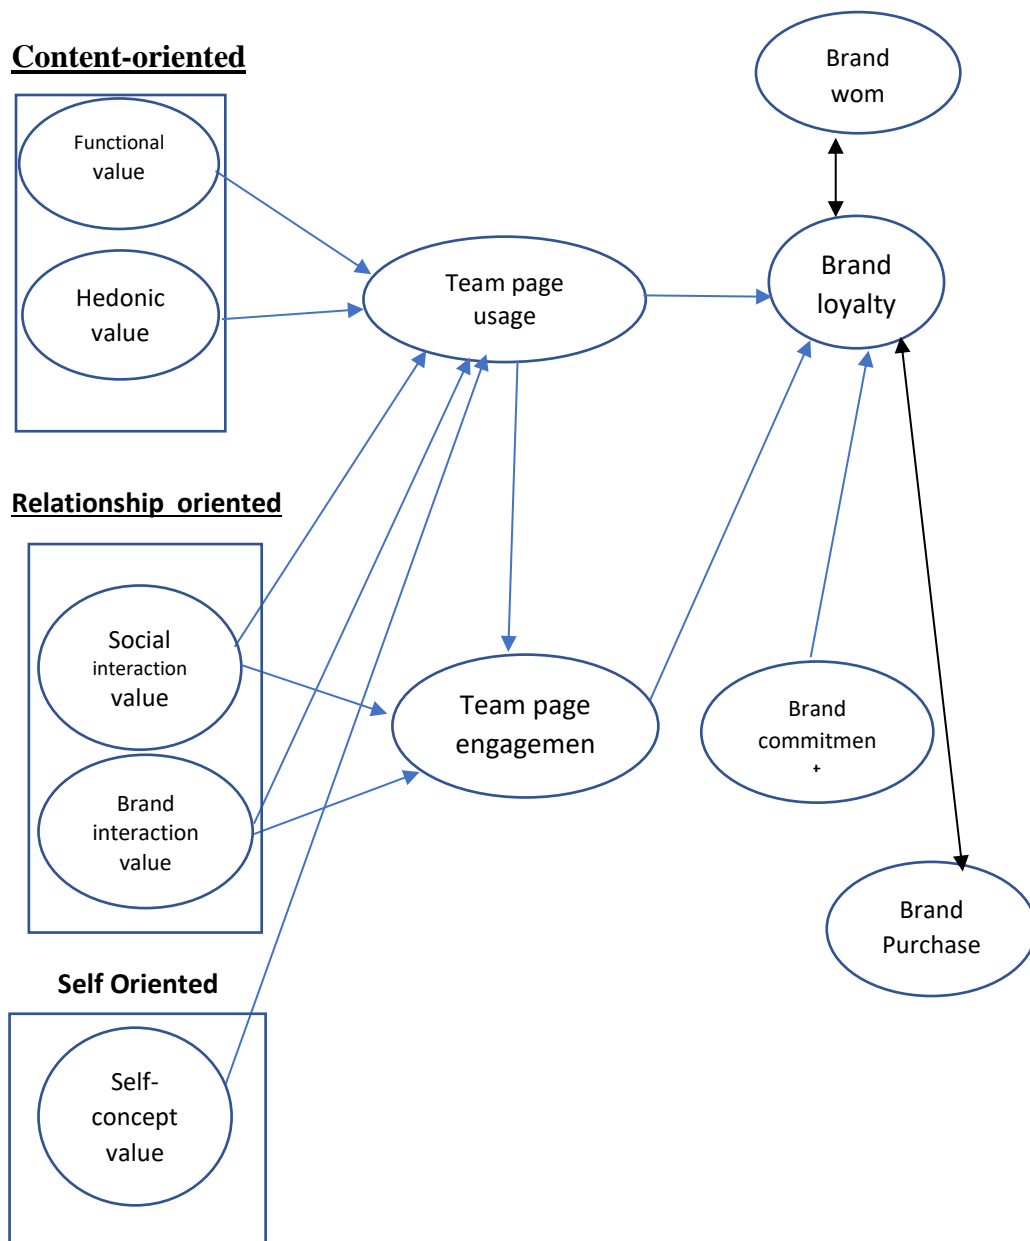 Content-oriented
Functional
value
Hedonic
value
Relationship oriented
Social
interaction
value
Brand
interaction
value
Self Oriented
Self-
concept
value
Team page
usage
Team page
engagemen
Brand
wom
Brand
loyalty
Brand
commitmen
Brand
Purchase